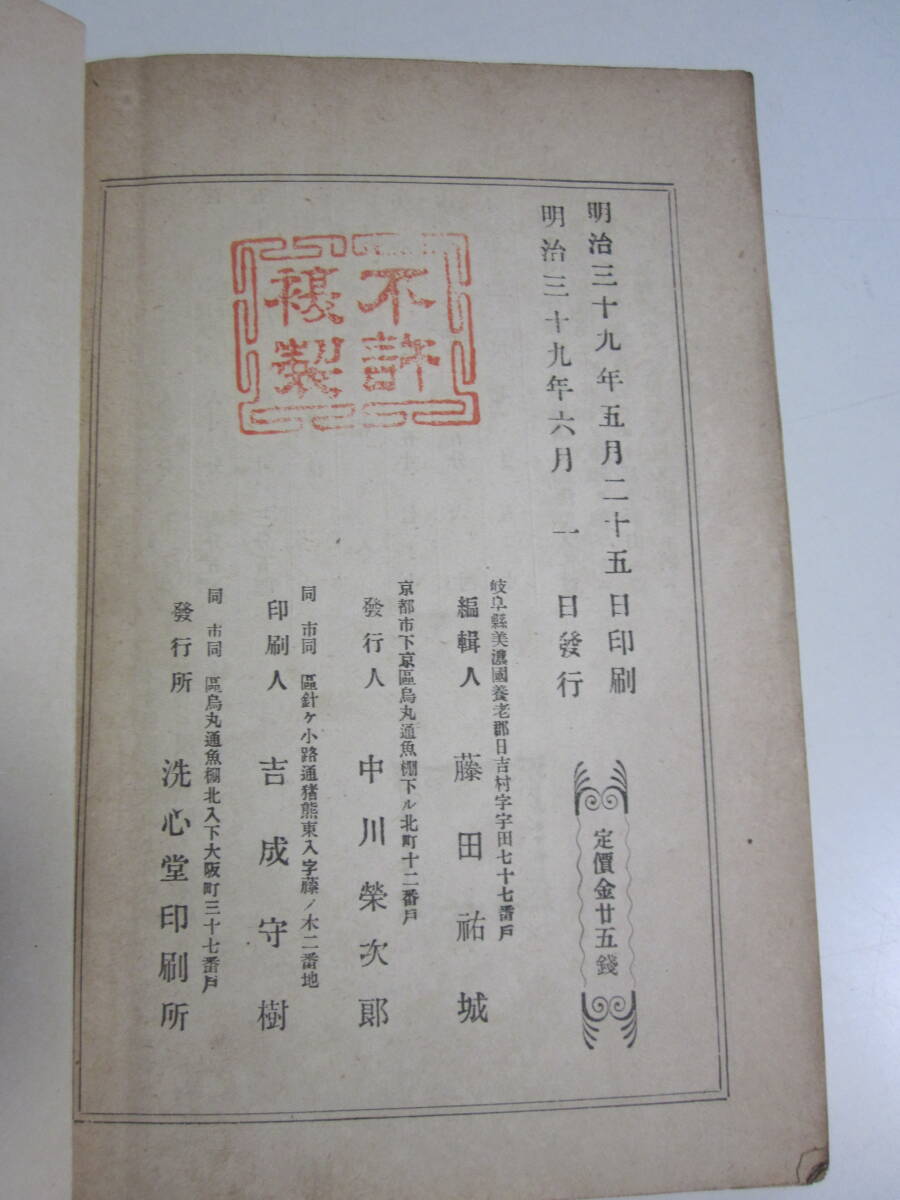 明治三十九年五月二十五日印刷
明治三十九年六月一日發行
不許
複製
定價金廿五錢
岐阜縣美濃國養老郡日吉村字宇田七十七番戸
編輯人 藤田祐城
京都市下京區烏丸通魚棚下ル北町十二番戸
發行人 中川榮次郎
同市同區針ヶ小路通猪熊東入字藤ノ木二番地
印刷人 吉成守樹
同市同區烏丸通魚棚北入下大阪町三十七番戸
發行所 洗心堂印刷所